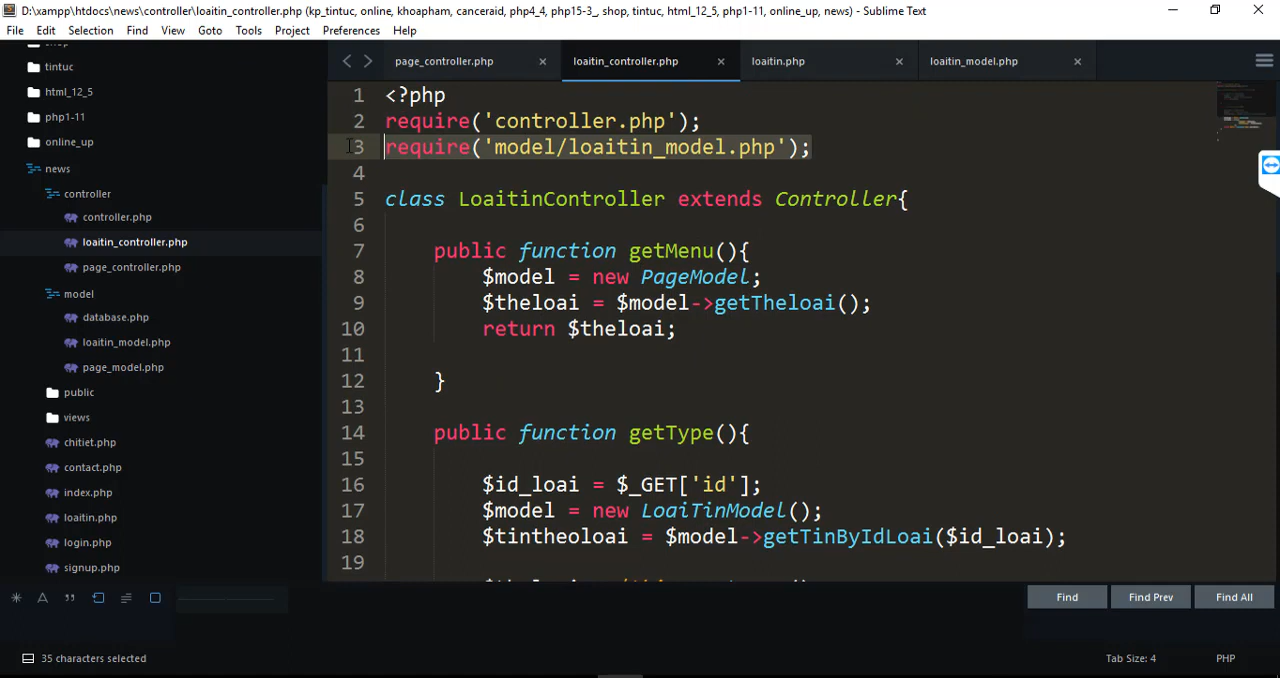 D:\xampp\htdocs\news\controller\loaitin_controller.php (kp_tintuc, online, khoapham, canceraid, php4_4, php15-3_, shop, tintuc, html_12_5, php1-11, online_up, news) - Sublime Text
File Edit Selection Find View Goto Tools Project Preferences Help
tintuc
html_12_5
php1-11
online_up
news
controller
controller.php
loaitin_controller.php
page_controller.php
model
database.php
loaitin_model.php
page_model.php
public
views
chitiet.php
contact.php
index.php
loaitin.php
login.php
signup.php
page_controller.php loaitin_controller.php loaitin.php loaitin_model.php
1 <?php
2 require('controller.php');
3 require('model/loaitin_model.php');
4
5 class LoaitinController extends Controller{
6
7 public function getMenu(){
8 $model = new PageModel;
9 $theloai = $model->getTheloai();
10 return $theloai;
11
12 }
13
14 public function getType(){
15
16 $id_loai = $_GET['id'];
17 $model = new LoaiTinModel();
18 $tintheoloai = $model->getTinByIdLoai($id_loai);
19
Find Find Prev Find All
35 characters selected Tab Size: 4 PHP